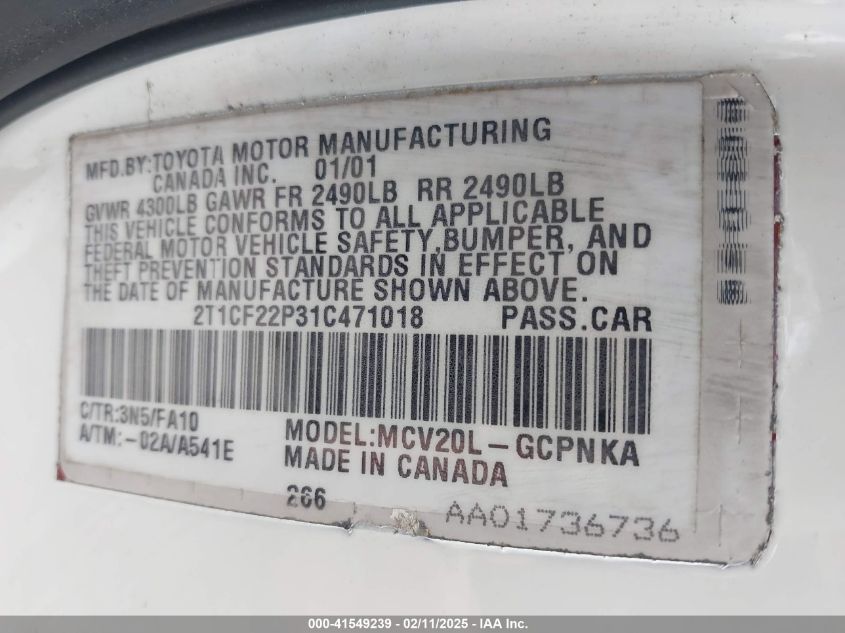 MFD.BY:TOYOTA MOTOR MANUFACTURING
CANADA INC. 01/01
GVWR 4300LB GAWR FR 2490LB RR 2490LB
THIS VEHICLE CONFORMS TO ALL APPLICABLE
FEDERAL MOTOR VEHICLE SAFETY,BUMPER, AND
THEFT PREVENTION STANDARDS IN EFFECT ON
THE DATE OF MANUFACTURE SHOWN ABOVE.
2T1CF22P31C471018 PASS.CAR
C/TR:3N5/FA10
A/TM:-02A/A541E
MODEL:MCV20L-GCPNKA
MADE IN CANADA
266
AA01736736
000-41549239 - 02/11/2025 - IAA Inc.